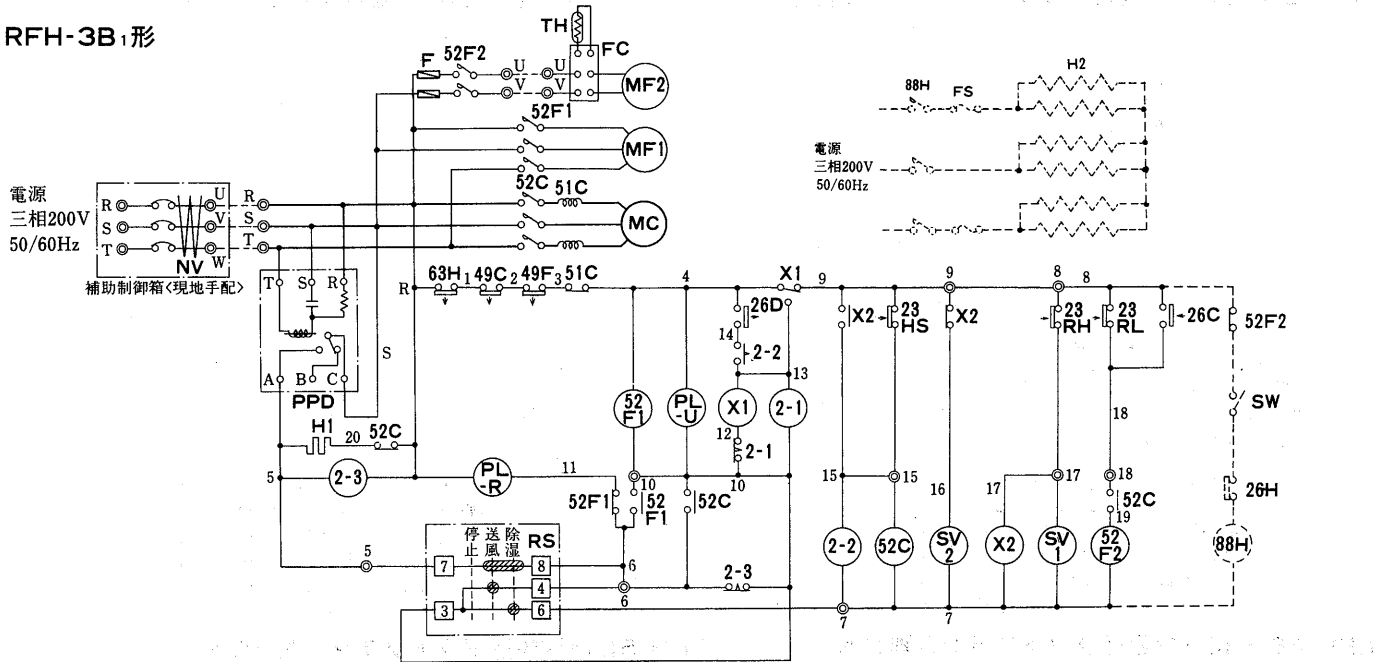 RFH-3B₁形
TH
FC
F
52F2
U
U
V
V
MF2
52F1
MF1
52C
51C
MC
88H
FS
H2
電源
三相200V
50/60Hz
電源
三相200V
50/60Hz
R
S
T
NV
U
V
W
R
S
T
補助制御箱<現地手配>
T
S
R
A
B
C
PPD
S
R
63H
1
49C
2
49F
3
51C
4
X1
9
9
8
8
26D
14
2-2
13
X2
23
HS
X2
23
RH
23
RL
26C
52F2
52
F1
PL
-U
X1
2-1
12
2-1
18
SW
H1
20
52C
5
2-3
PL
-R
11
10
10
15
15
16
17
17
18
26H
52F1
52
F1
52C
52C
19
2-2
52C
SV
2
X2
SV
1
52
F2
88H
停止
送風
除湿
RS
5
7
8
6
4
6
2-3
3
6
7
7